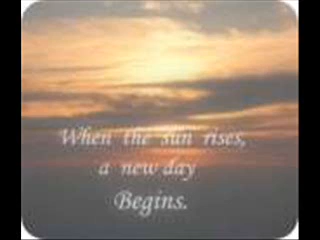 When the sun rises,
a new day
Begins.